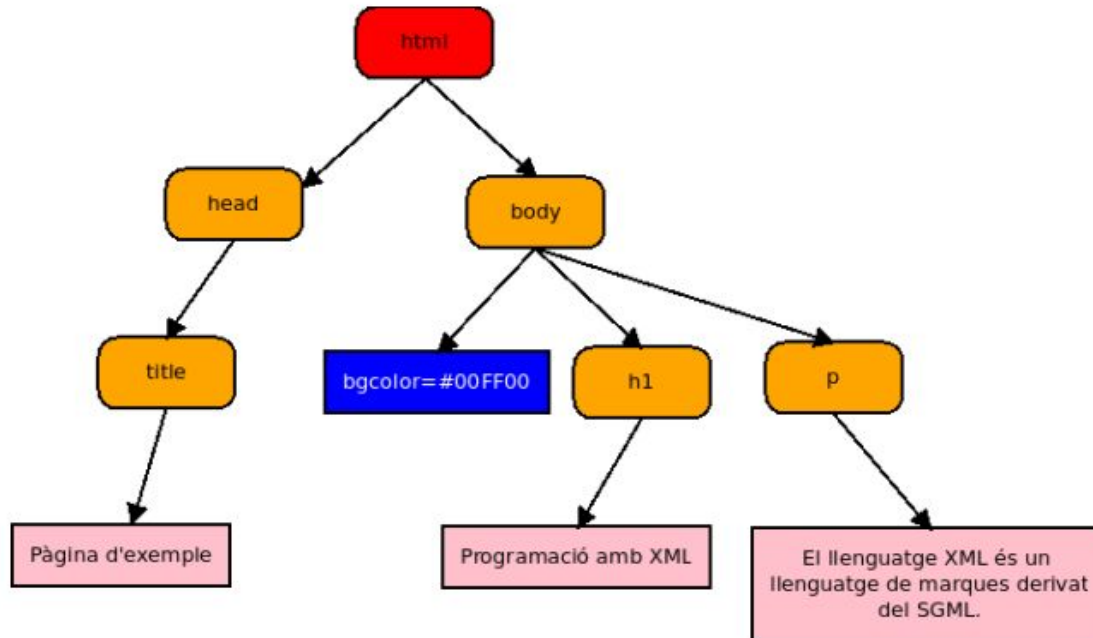 html
head
body
title
bgcolor=#00FF00
h1
p
Pàgina d'exemple
Programació amb XML
El llenguatge XML és un
llenguatge de marques derivat
del SGML.